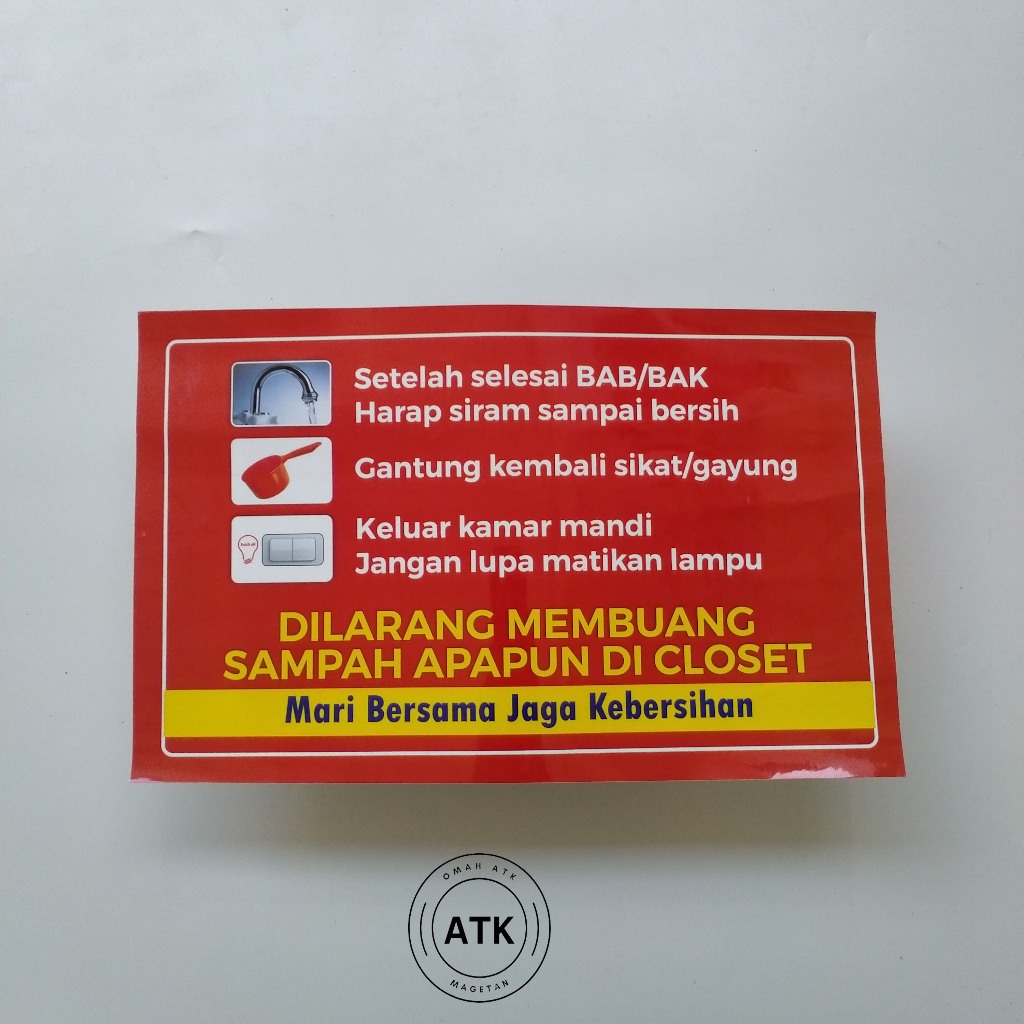 Setelah selesai BAB/BAK
Harap siram sampai bersih
Gantung kembali sikat/gayung
Keluar kamar mandi
Jangan lupa matikan lampu
DILARANG MEMBUANG
SAMPAH APAPUN DI CLOSET
Mari Bersama Jaga Kebersihan
OMAH ATK
ATK
MAGETAN